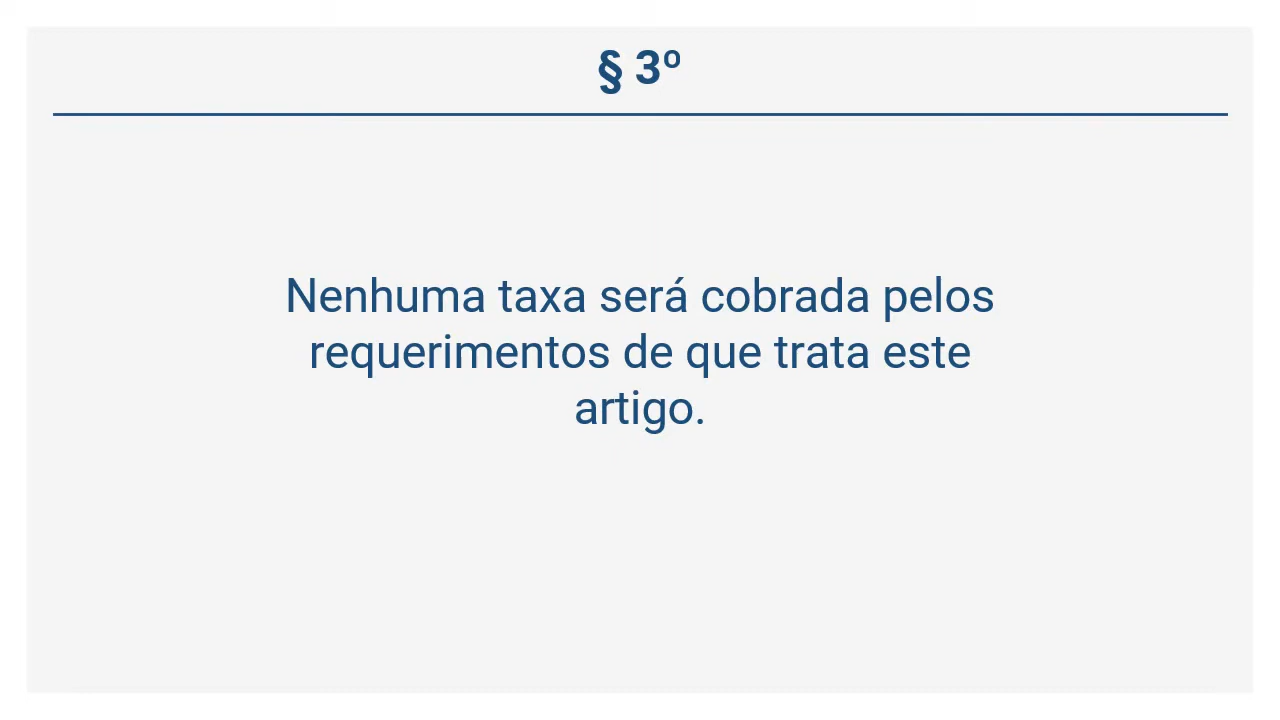 § 3º
Nenhuma taxa será cobrada pelos
requerimentos de que trata este
artigo.